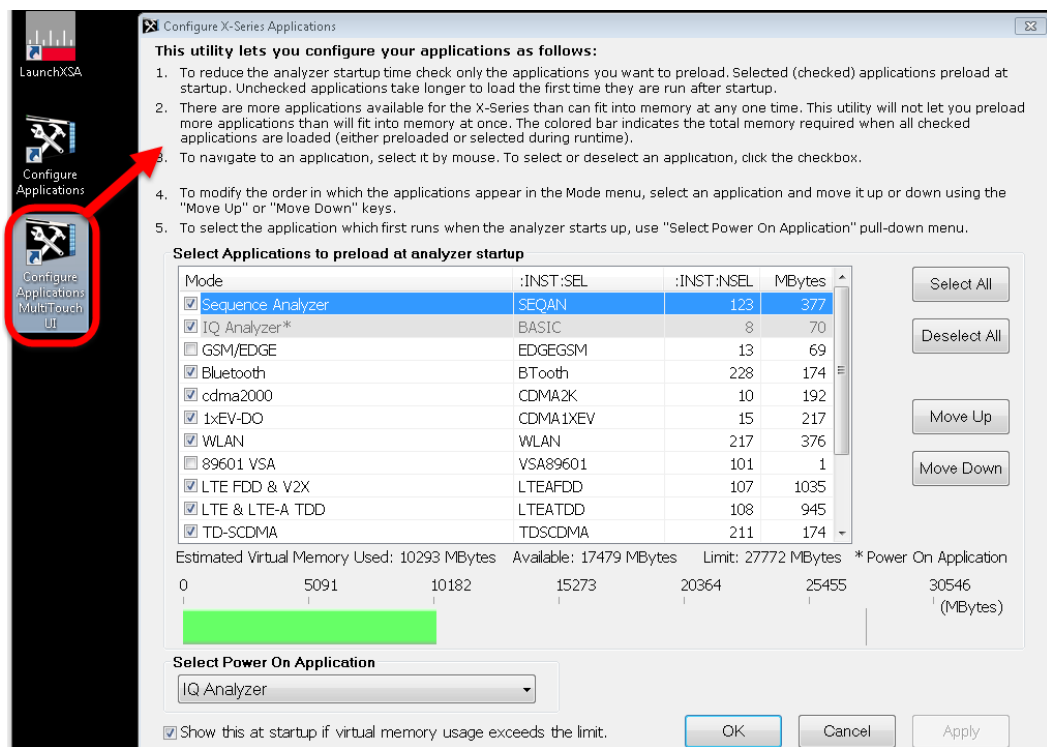 LaunchXSA
Configure
Applications
Configure
Applications
MultiTouch
UI
Configure X-Series Applications
This utility lets you configure your applications as follows:
1. To reduce the analyzer startup time check only the applications you want to preload. Selected (checked) applications preload at
startup. Unchecked applications take longer to load the first time they are run after startup.
2. There are more applications available for the X-Series than can fit into memory at any one time. This utility will not let you preload
more applications than will fit into memory at once. The colored bar indicates the total memory required when all checked
applications are loaded (either preloaded or selected during runtime).
3. To navigate to an application, select it by mouse. To select or deselect an application, click the checkbox.
4. To modify the order in which the applications appear in the Mode menu, select an application and move it up or down using the
"Move Up" or "Move Down" keys.
5. To select the application which first runs when the analyzer starts up, use "Select Power On Application" pull-down menu.
Select Applications to preload at analyzer startup
Mode :INST:SEL :INST:NSEL MBytes
Sequence Analyzer SEQAN 123 377
IQ Analyzer* BASIC 8 70
GSM/EDGE EDGEGSM 13 69
Bluetooth BTooth 228 174
cdma2000 CDMA2K 10 192
1xEV-DO CDMA1XEV 15 217
WLAN WLAN 217 376
89601 VSA VSA89601 101 1
LTE FDD & V2X LTEAFDD 107 1035
LTE & LTE-A TDD LTEATDD 108 945
TD-SCDMA TDSCDMA 211 174
Select All
Deselect All
Move Up
Move Down
Estimated Virtual Memory Used: 10293 MBytes Available: 17479 MBytes Limit: 27772 MBytes * Power On Application
0 5091 10182 15273 20364 25455 30546
(MBytes)
Select Power On Application
IQ Analyzer
Show this at startup if virtual memory usage exceeds the limit.
OK Cancel Apply